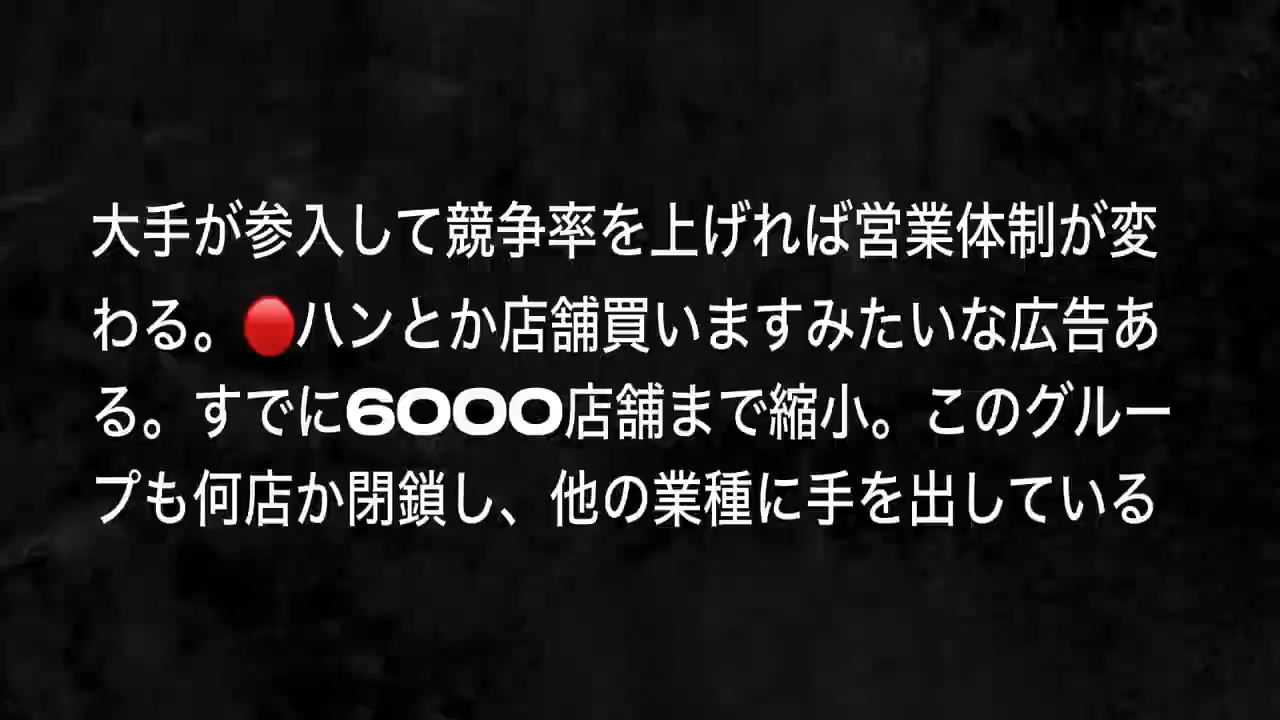 大手が参入して競争率を上げれば営業体制が変
わる。🔴ハンとか店舗買いますみたいな広告あ
る。すでに6000店舗まで縮小。このグルー
プも何店か閉鎖し、他の業種に手を出している